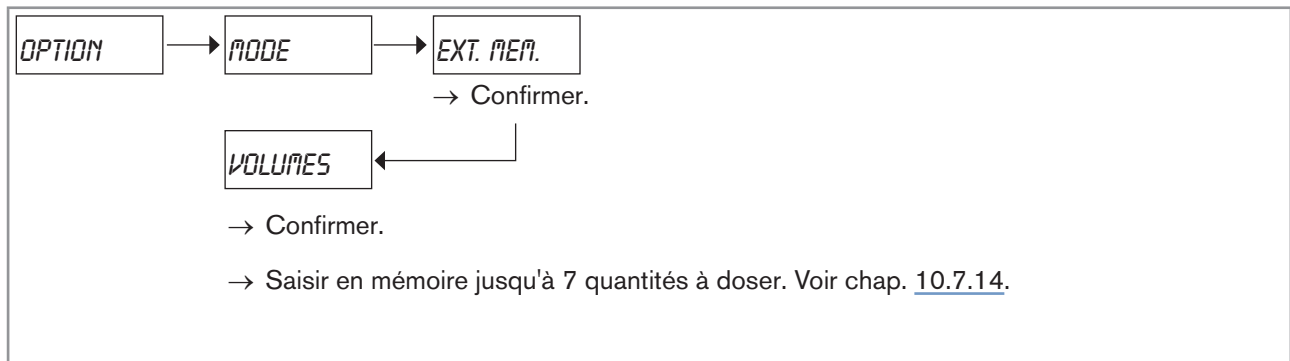 OPTION MODE EXT. MEM.
→ Confirmer.
VOLUMES
→ Confirmer.
→ Saisir en mémoire jusqu'à 7 quantités à doser. Voir chap. 10.7.14.